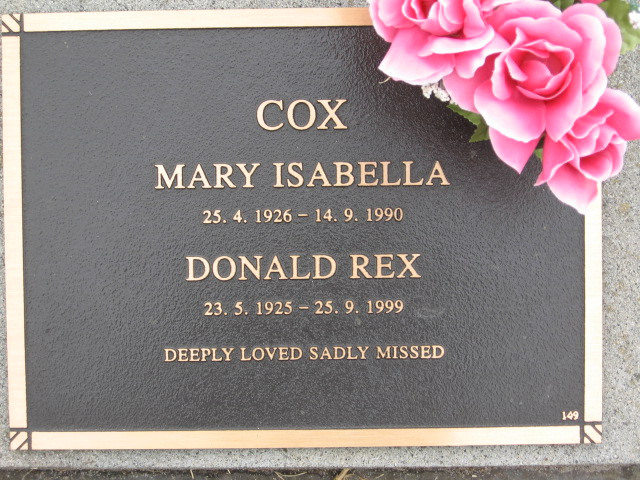 COX
MARY ISABELLA
25. 4. 1926 – 14. 9. 1990
DONALD REX
23. 5. 1925 – 25. 9. 1999
DEEPLY LOVED SADLY MISSED
149